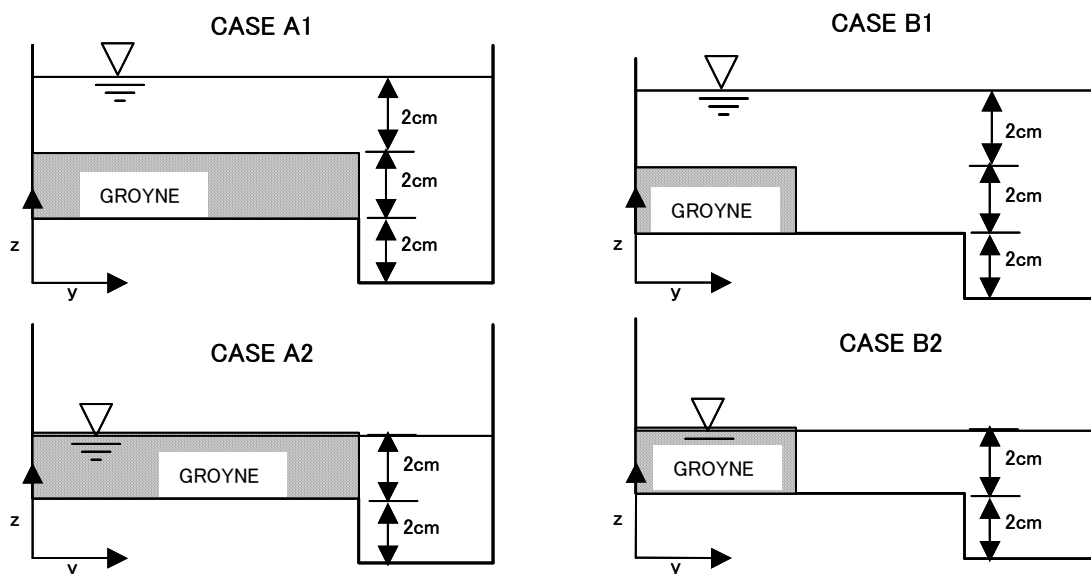 CASE A1
2cm
2cm
GROYNE
2cm
z
y
CASE B1
2cm
2cm
GROYNE
2cm
z
y
CASE A2
2cm
GROYNE
2cm
z
y
CASE B2
2cm
GROYNE
2cm
z
y